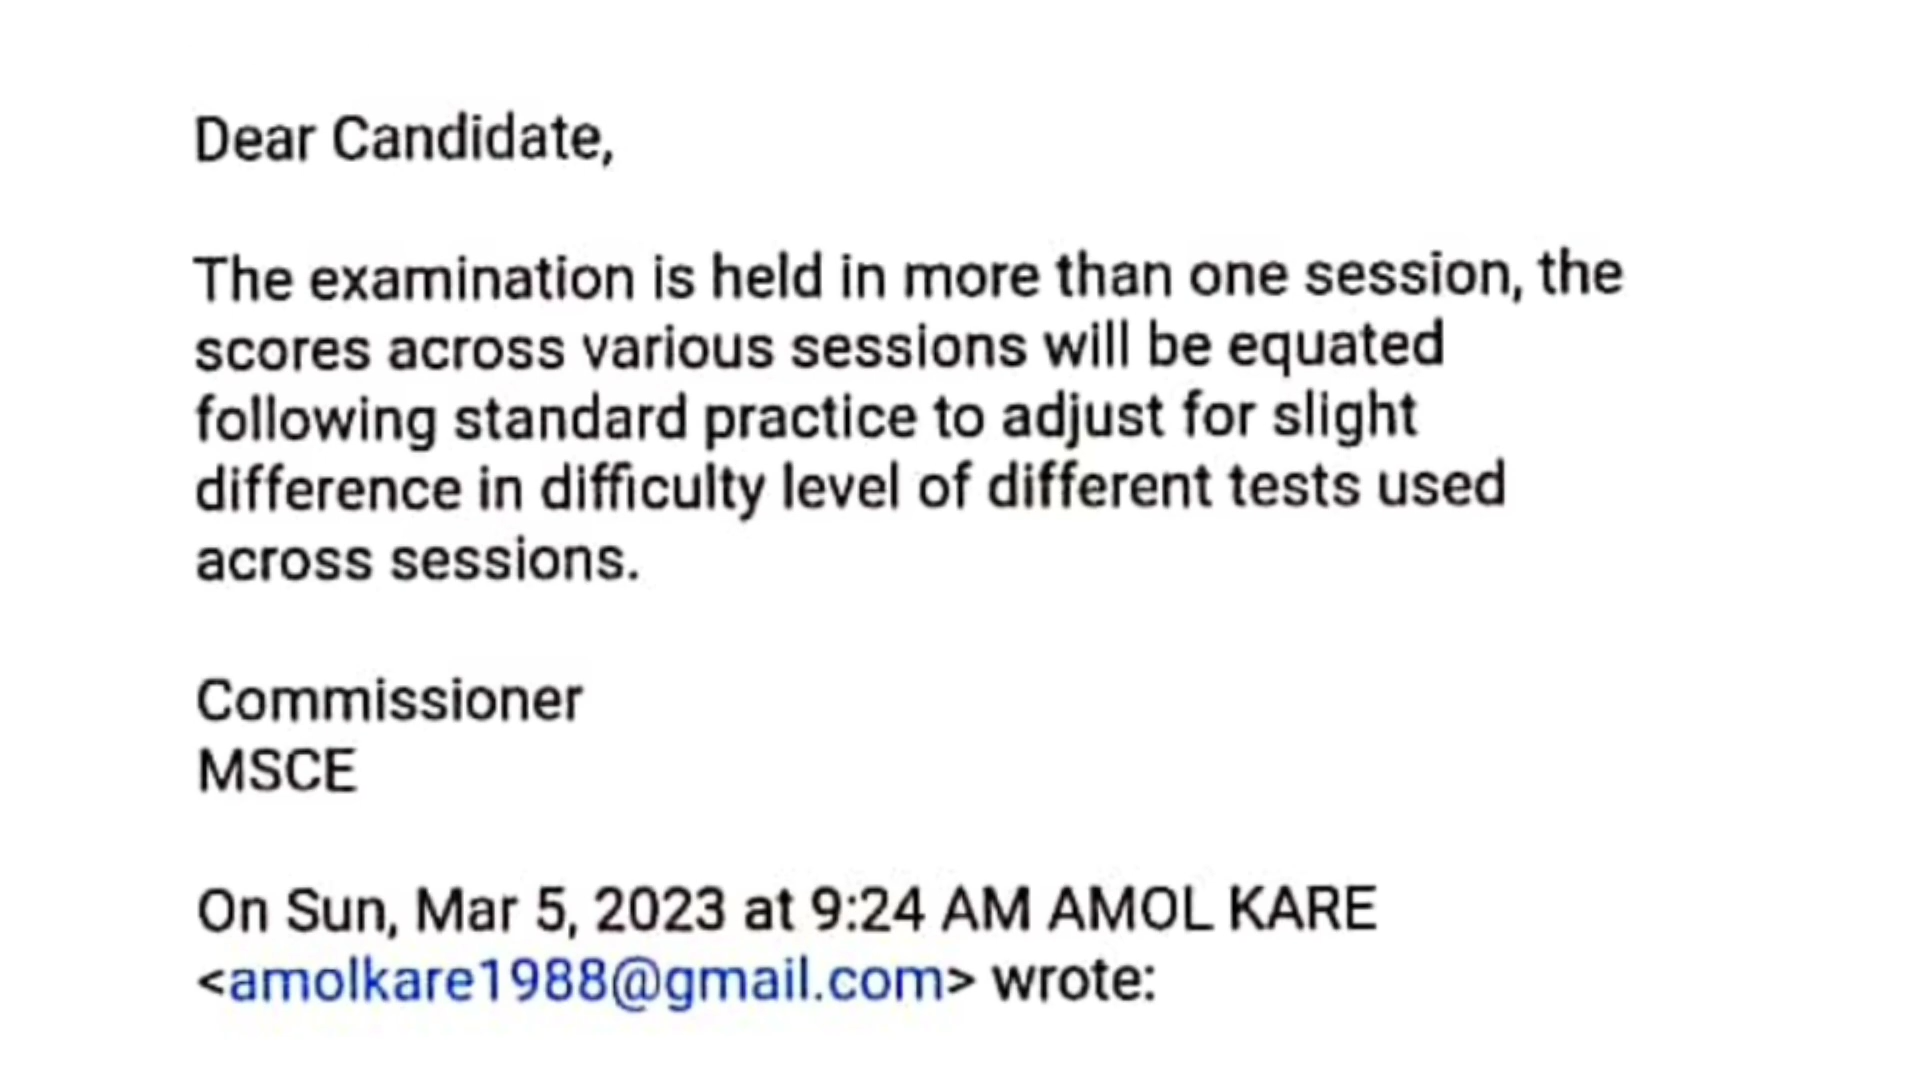 Dear Candidate,
The examination is held in more than one session, the
scores across various sessions will be equated
following standard practice to adjust for slight
difference in difficulty level of different tests used
across sessions.
Commissioner
MSCE
On Sun, Mar 5, 2023 at 9:24 AM AMOL KARE
<amolkare1988@gmail.com> wrote: